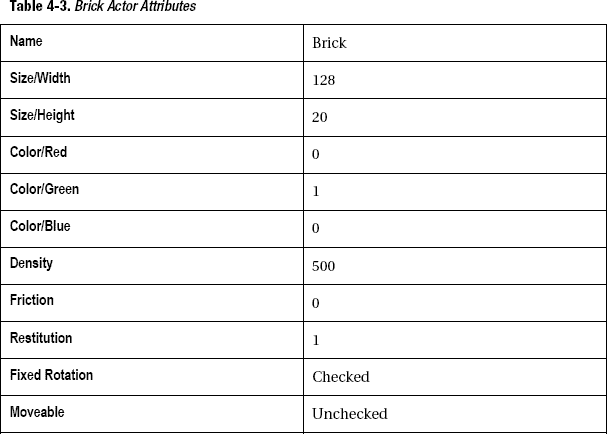 Table 4-3. Brick Actor Attributes
Name Brick
Size/Width 128
Size/Height 20
Color/Red 0
Color/Green 1
Color/Blue 0
Density 500
Friction 0
Restitution 1
Fixed Rotation Checked
Moveable Unchecked